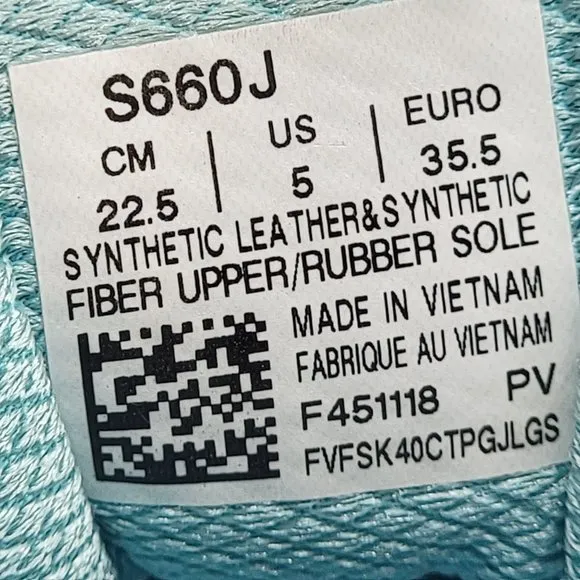 S660J
CM | US | EURO
22.5 | 5 | 35.5
SYNTHETIC LEATHER&SYNTHETIC
FIBER UPPER/RUBBER SOLE
MADE IN VIETNAM
FABRIQUE AU VIETNAM
F451118 PV
FVFSK40CTPGJLGS